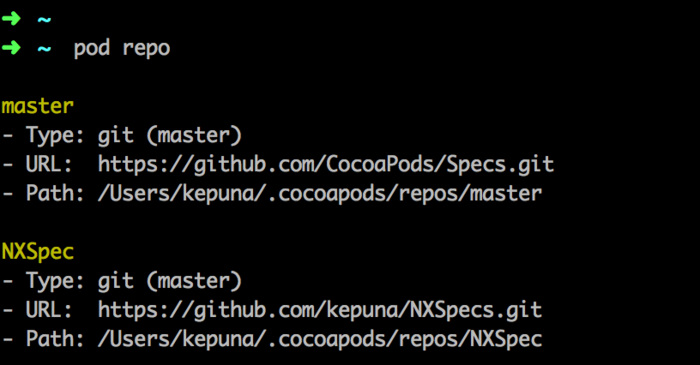 ➜ ~
➜ ~ pod repo
master
- Type: git (master)
- URL:  https://github.com/CocoaPods/Specs.git
- Path: /Users/kepuna/.cocoapods/repos/master
NXSpec
- Type: git (master)
- URL:  https://github.com/kepuna/NXSpecs.git
- Path: /Users/kepuna/.cocoapods/repos/NXSpec